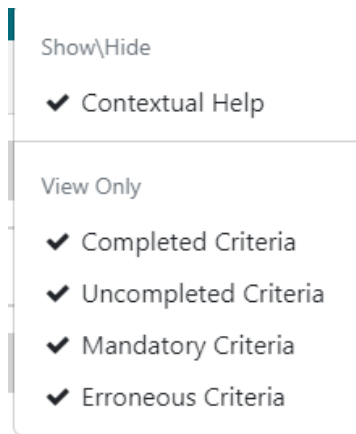 Show\Hide
✔ Contextual Help
View Only
✔ Completed Criteria
✔ Uncompleted Criteria
✔ Mandatory Criteria
✔ Erroneous Criteria